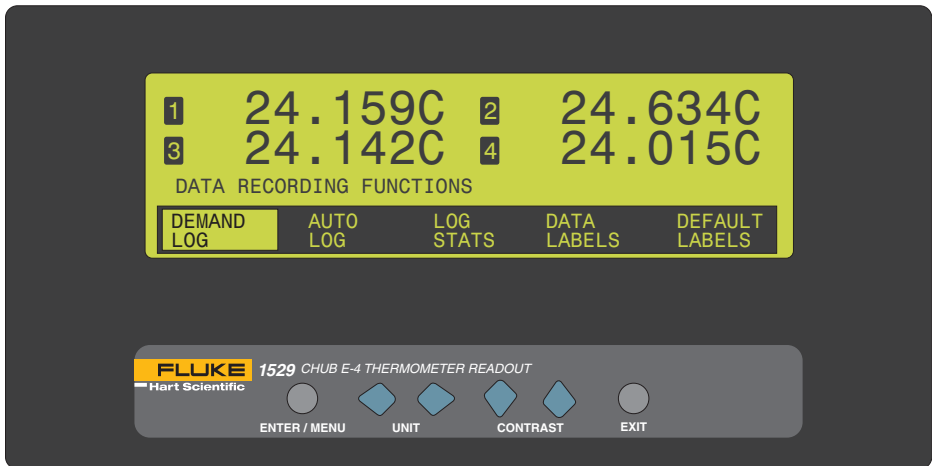 1 24.159C 2 24.634C
3 24.142C 4 24.015C
DATA RECORDING FUNCTIONS
DEMAND AUTO LOG DATA DEFAULT
LOG LOG STATS LABELS LABELS
FLUKE 1529 CHUB E-4 THERMOMETER READOUT
Hart Scientific
ENTER / MENU UNIT CONTRAST EXIT